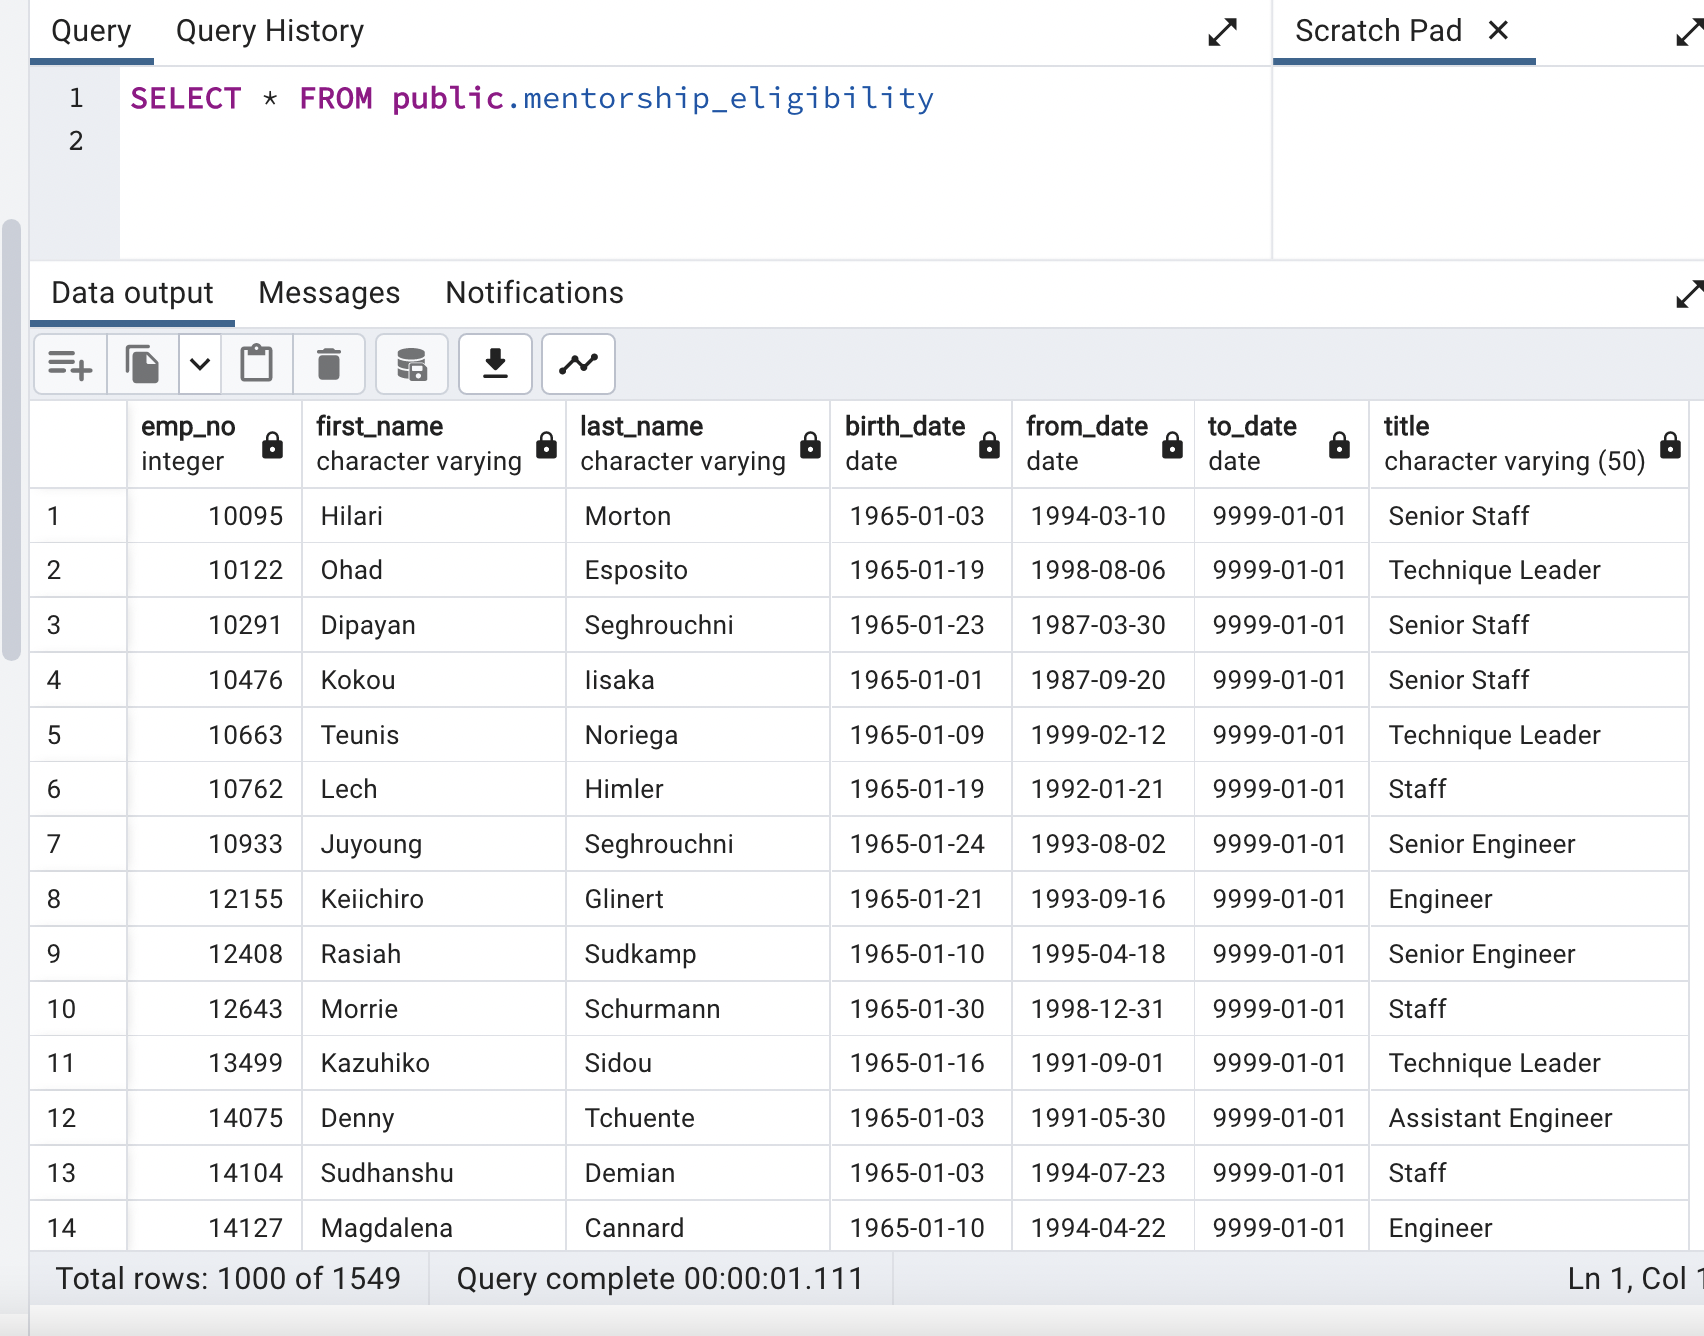 Query Query History Scratch Pad
1 SELECT * FROM public.mentorship_eligibility
2
Data output Messages Notifications
emp_no first_name last_name birth_date from_date to_date title
integer character varying character varying date date date character varying (50)
1 10095 Hilari Morton 1965-01-03 1994-03-10 9999-01-01 Senior Staff
2 10122 Ohad Esposito 1965-01-19 1998-08-06 9999-01-01 Technique Leader
3 10291 Dipayan Seghrouchni 1965-01-23 1987-03-30 9999-01-01 Senior Staff
4 10476 Kokou Iisaka 1965-01-01 1987-09-20 9999-01-01 Senior Staff
5 10663 Teunis Noriega 1965-01-09 1999-02-12 9999-01-01 Technique Leader
6 10762 Lech Himler 1965-01-19 1992-01-21 9999-01-01 Staff
7 10933 Juyoung Seghrouchni 1965-01-24 1993-08-02 9999-01-01 Senior Engineer
8 12155 Keiichiro Glinert 1965-01-21 1993-09-16 9999-01-01 Engineer
9 12408 Rasiah Sudkamp 1965-01-10 1995-04-18 9999-01-01 Senior Engineer
10 12643 Morrie Schurmann 1965-01-30 1998-12-31 9999-01-01 Staff
11 13499 Kazuhiko Sidou 1965-01-16 1991-09-01 9999-01-01 Technique Leader
12 14075 Denny Tchuente 1965-01-03 1991-05-30 9999-01-01 Assistant Engineer
13 14104 Sudhanshu Demian 1965-01-03 1994-07-23 9999-01-01 Staff
14 14127 Magdalena Cannard 1965-01-10 1994-04-22 9999-01-01 Engineer
Total rows: 1000 of 1549 Query complete 00:00:01.111 Ln 1, Col